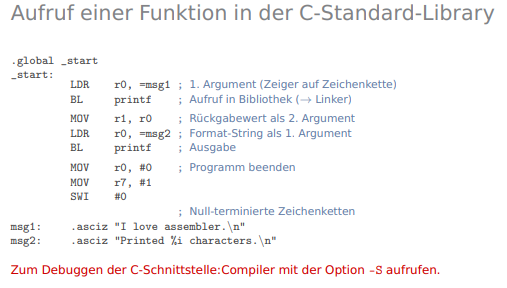 Aufruf einer Funktion in der C-Standard-Library
.global _start
_start:
LDR r0, =msg1 ; 1. Argument (Zeiger auf Zeichenkette)
BL printf ; Aufruf in Bibliothek (→ Linker)
MOV r1, r0 ; Rückgabewert als 2. Argument
LDR r0, =msg2 ; Format-String als 1. Argument
BL printf ; Ausgabe
MOV r0, #0 ; Programm beenden
MOV r7, #1
SWI #0
; Null-terminierte Zeichenketten
msg1: .asciz "I love assembler.\n"
msg2: .asciz "Printed %i characters.\n"
Zum Debuggen der C-Schnittstelle:Compiler mit der Option -S aufrufen.